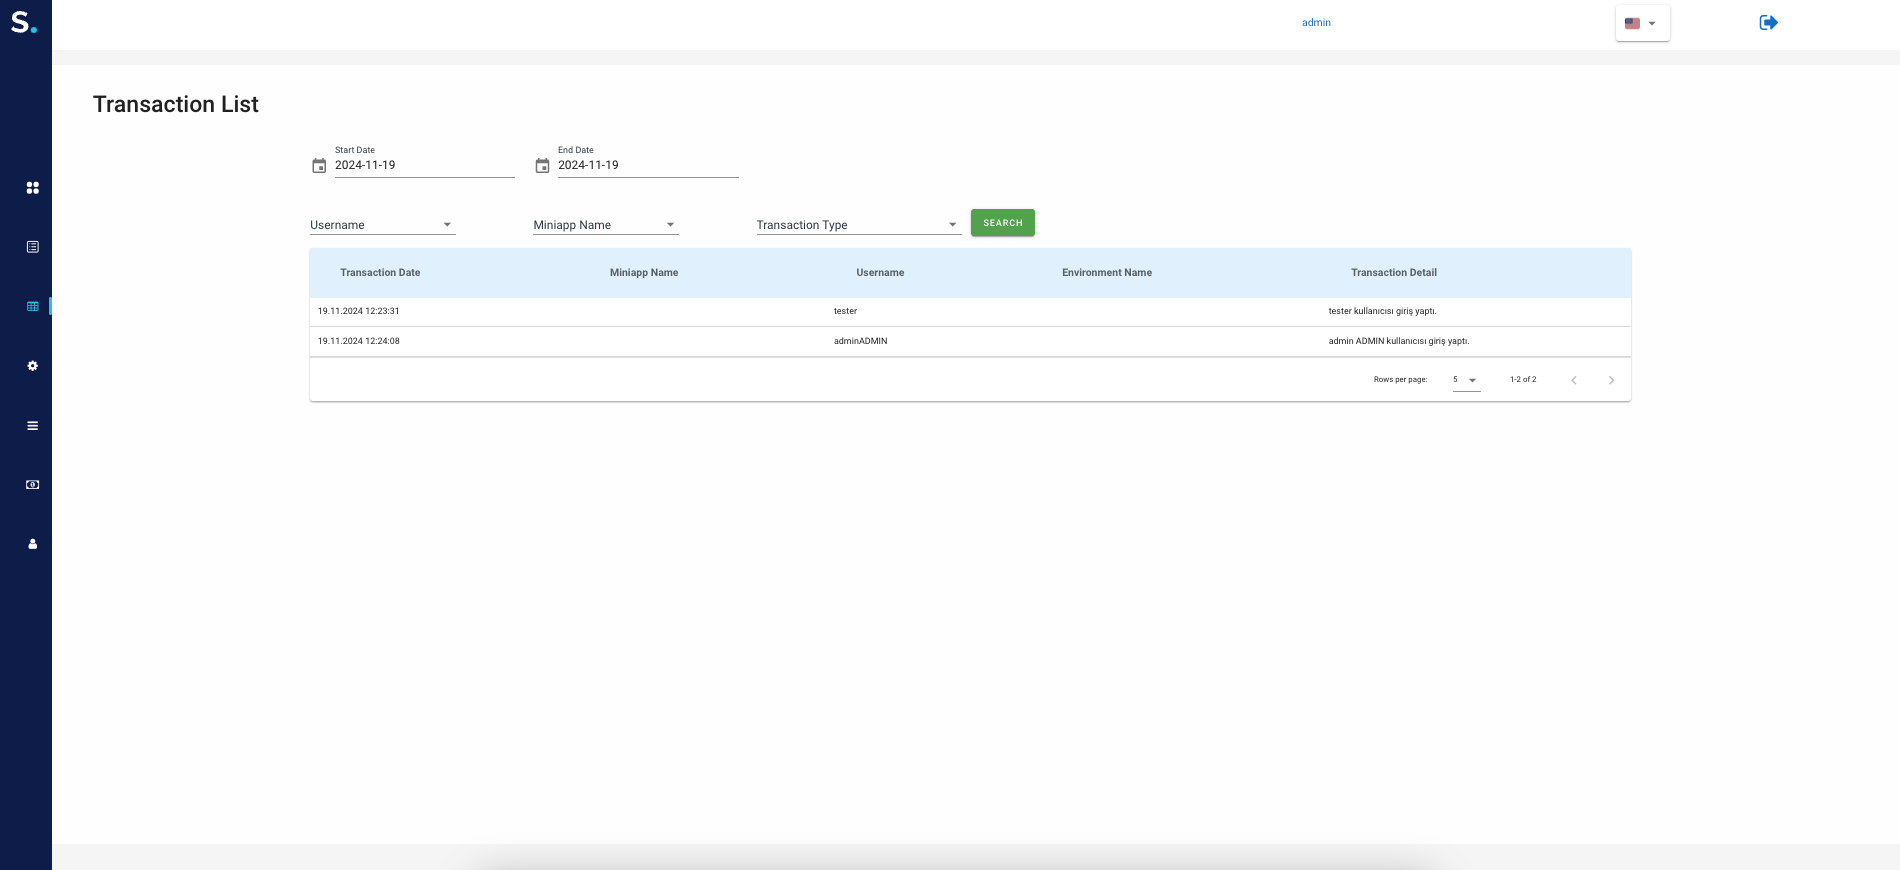 S.
admin
Transaction List
Start Date
2024-11-19
End Date
2024-11-19
Username
Miniapp Name
Transaction Type
SEARCH
Transaction Date Miniapp Name Username Environment Name Transaction Detail
19.11.2024 12:23:31 tester tester kullanıcısı giriş yaptı.
19.11.2024 12:24:08 adminADMIN admin ADMIN kullanıcısı giriş yaptı.
Rows per page: 5 1-2 of 2